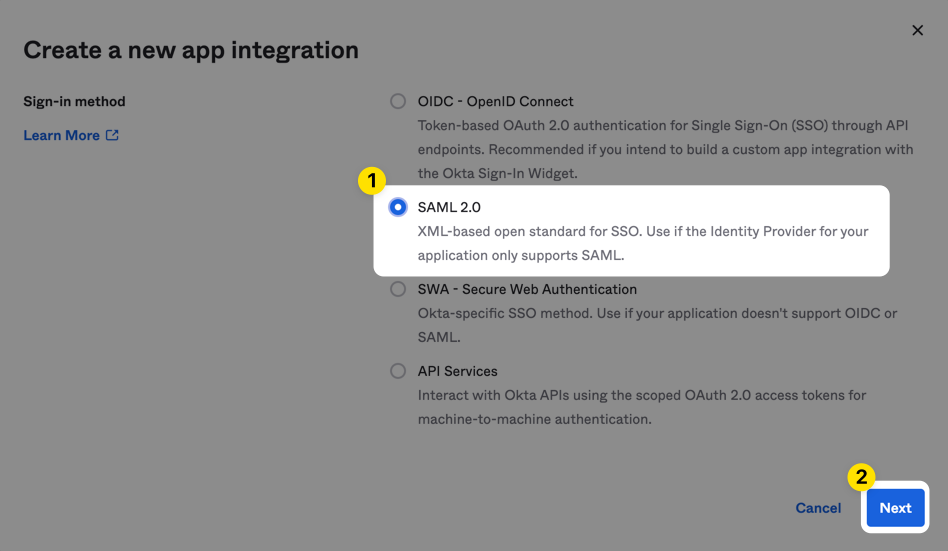 Create a new app integration
Sign-in method
Learn More
OIDC - OpenID Connect
Token-based OAuth 2.0 authentication for Single Sign-On (SSO) through API
endpoints. Recommended if you intend to build a custom app integration with
the Okta Sign-In Widget.
1
SAML 2.0
XML-based open standard for SSO. Use if the Identity Provider for your
application only supports SAML.
SWA - Secure Web Authentication
Okta-specific SSO method. Use if your application doesn't support OIDC or
SAML.
API Services
Interact with Okta APIs using the scoped OAuth 2.0 access tokens for
machine-to-machine authentication.
2
Cancel Next